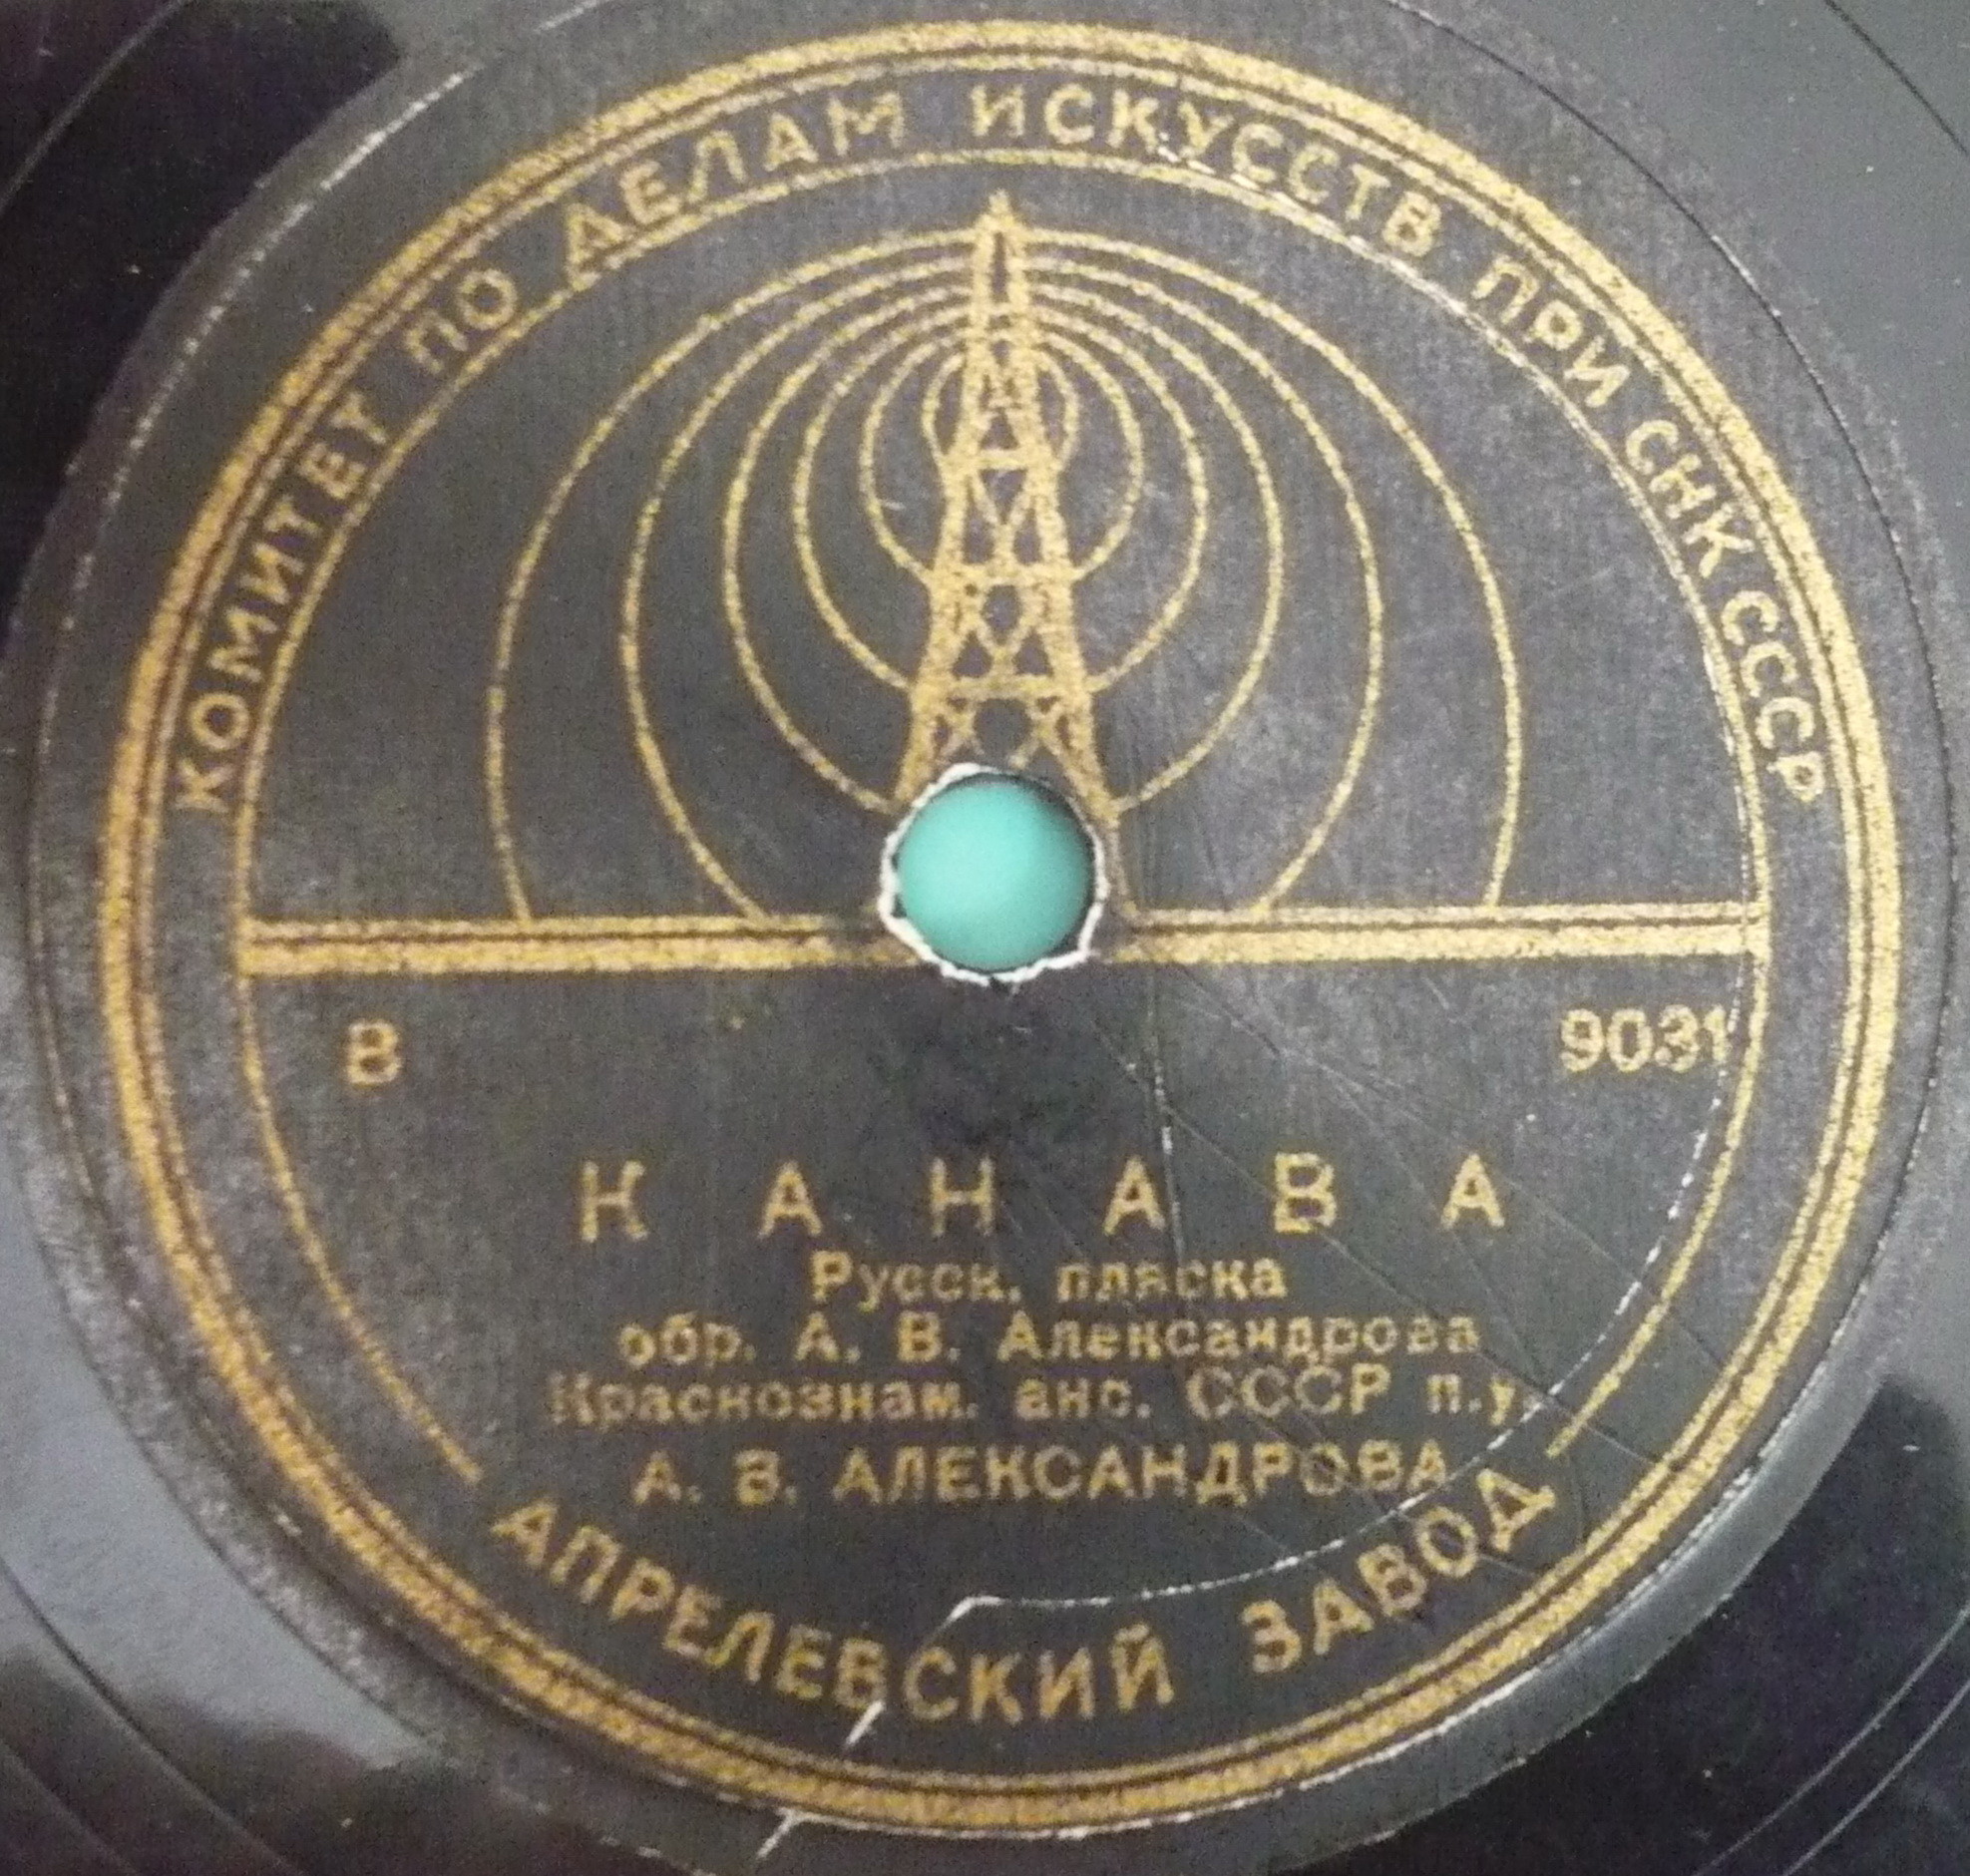 КОМИТЕТ ПО ДЕЛАМ ИСКУССТВ ПРИ СНК СССР
В 9031
КАНАВА
Русск. пляска
обр. А. В. Александрова
Краснознам. анс. СССР п.у.
А. В. АЛЕКСАНДРОВА
АПРЕЛЕВСКИЙ ЗАВОД